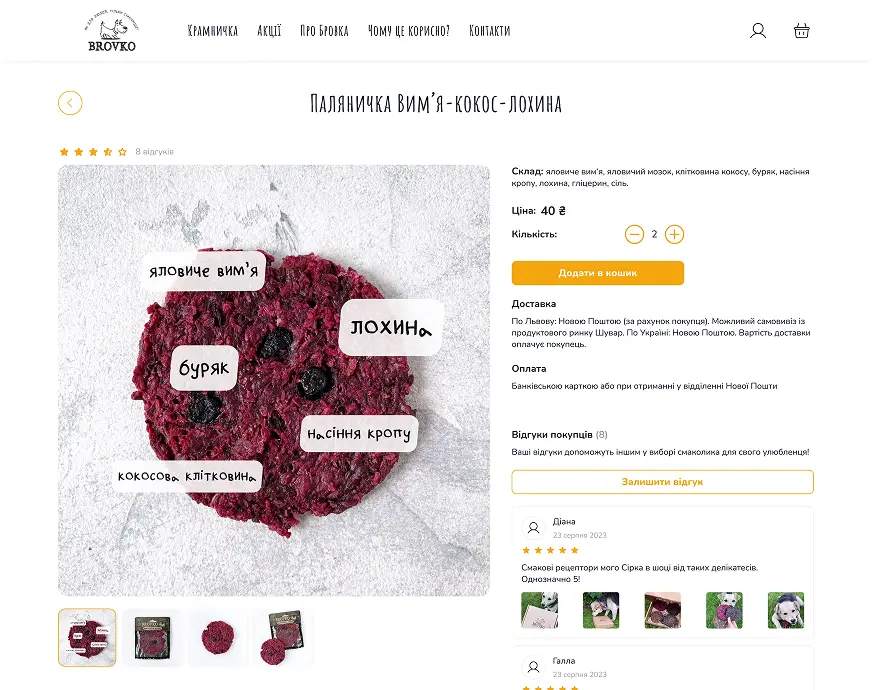 BROVKO
Крамничка Акції Про Бровка Чому це корисно? Контакти
Паляничка Вим'я-кокос-лохина
8 відгуків
яловиче вим'я
лохина
буряк
насіння кропу
кокосова клітковина
Склад: яловиче вим'я, яловичий мозок, клітковина кокосу, буряк, насіння
кропу, лохина, гліцерин, сіль.
Ціна: 40 ₴
Кількість: 2
Додати в кошик
Доставка
По Львову: Новою Поштою (за рахунок покупця). Можливий самовивіз із
продуктового ринку Шувар. По Україні: Новою Поштою. Вартість доставки
оплачує покупець.
Оплата
Банківською карткою або при отриманні у відділенні Нової Пошти
Відгуки покупців (8)
Ваші відгуки допоможуть іншим у виборі смаколика для свого улюбленця!
Залишити відгук
Діана
23 серпня 2023
Смакові рецептори мого Сірка в шоці від таких делікатесів.
Однозначно 5!
Галла
23 серпня 2023